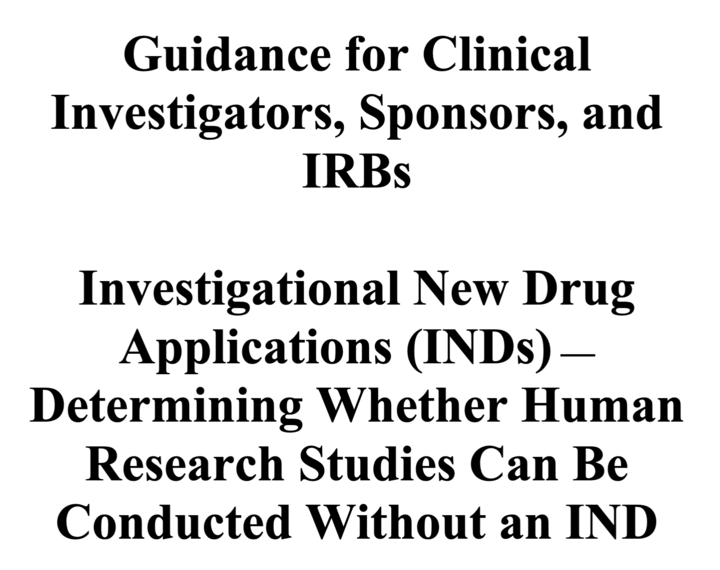 Guidance for Clinical
Investigators, Sponsors, and
IRBs
Investigational New Drug
Applications (INDs) —
Determining Whether Human
Research Studies Can Be
Conducted Without an IND